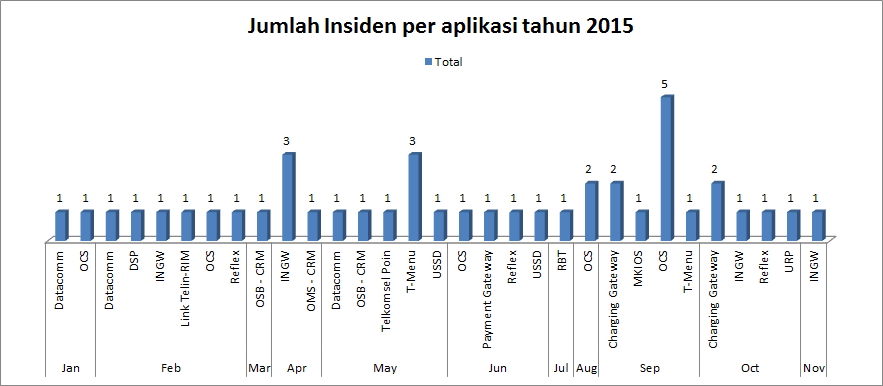 Jumlah Insiden per aplikasi tahun 2015
Total
1 1 1 1 1 1 1 1 1 3 1 1 1 1 3 1 1 1 1 1 1 2 2 1 5 1 2 1 1 1 1
Datacomm
OCS
Datacomm
DSP
INGW
Link Telin-RIM
OCS
Reflex
OSB - CRM
INGW
OMS - CRM
Datacomm
OSB - CRM
Telkomsel Poin
T-Menu
USSD
OCS
Payment Gateway
Reflex
USSD
RBT
OCS
Charging Gateway
MKIOS
OCS
T-Menu
Charging Gateway
INGW
Reflex
URP
INGW
Jan Feb Mar Apr May Jun Jul Aug Sep Oct Nov